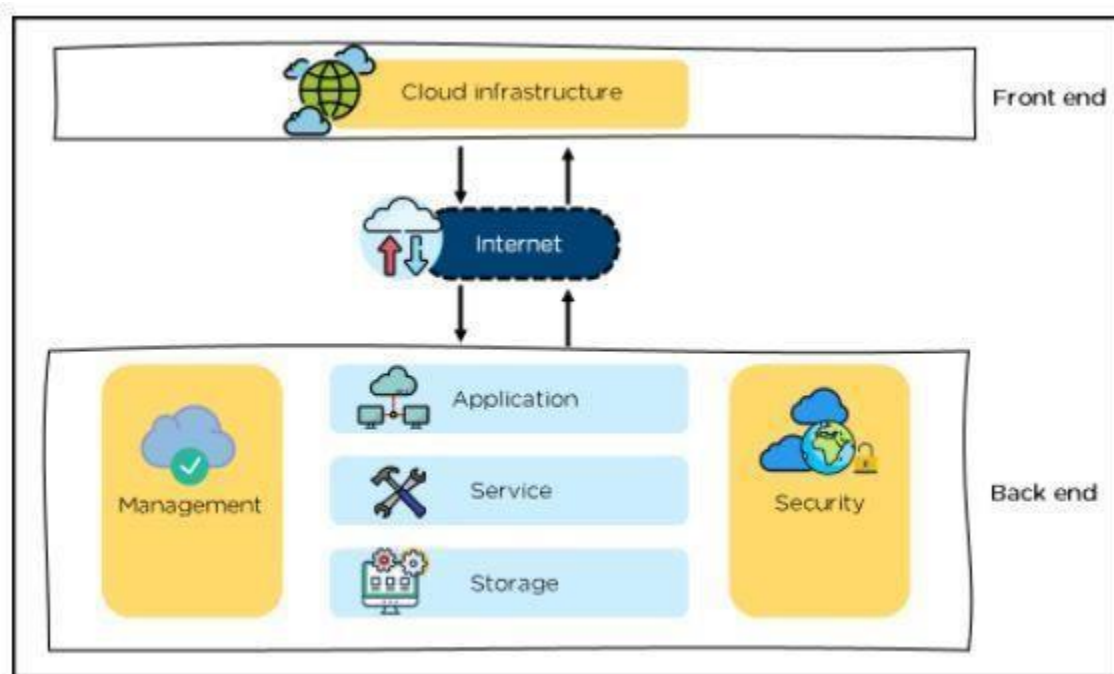 Cloud infrastructure
Front end
Internet
Application
Management
Service
Security
Back end
Storage